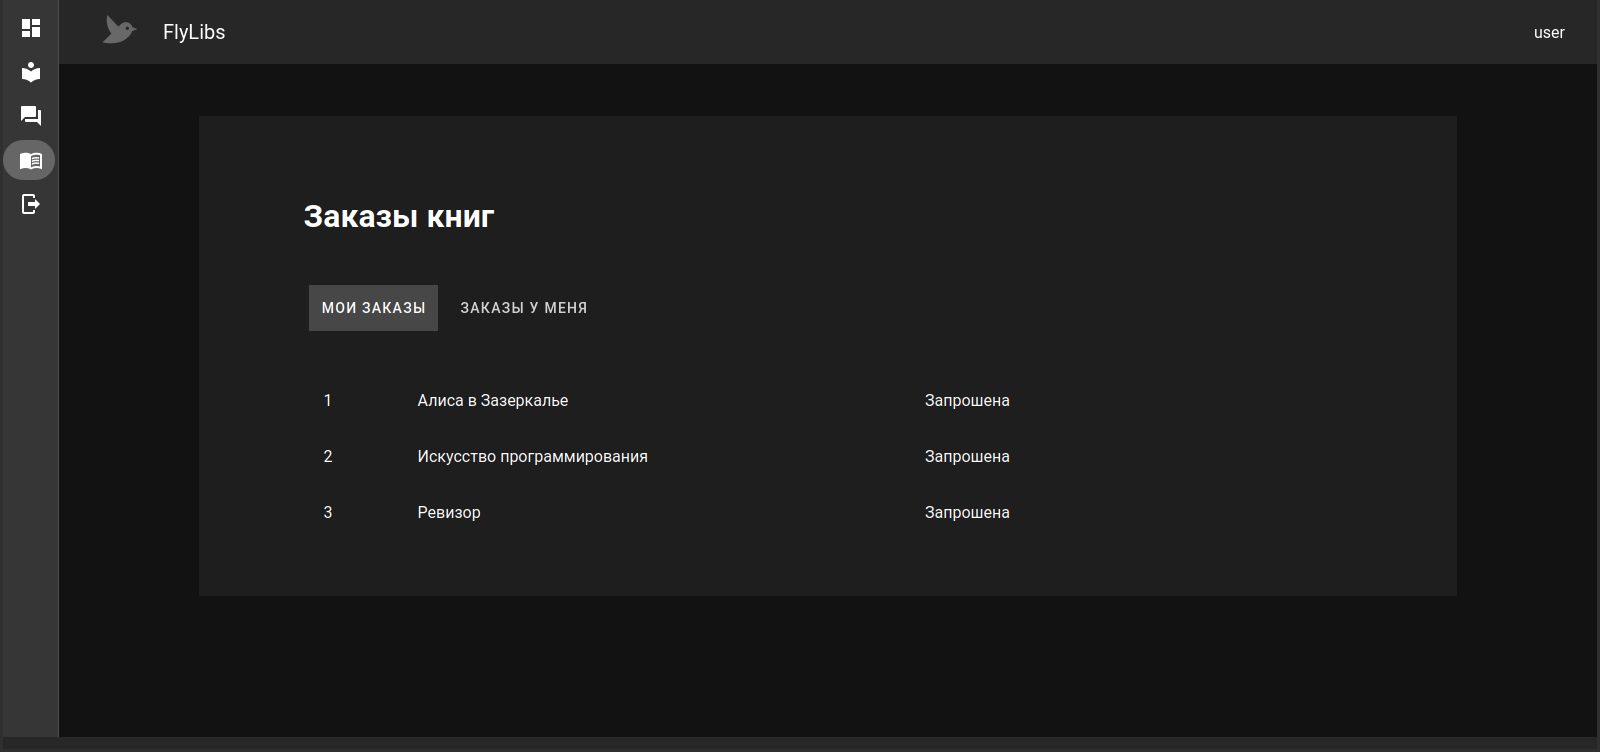 FlyLibs
user
Заказы книг
МОИ ЗАКАЗЫ ЗАКАЗЫ У МЕНЯ
1 Алиса в Зазеркалье Запрошена
2 Искусство программирования Запрошена
3 Ревизор Запрошена